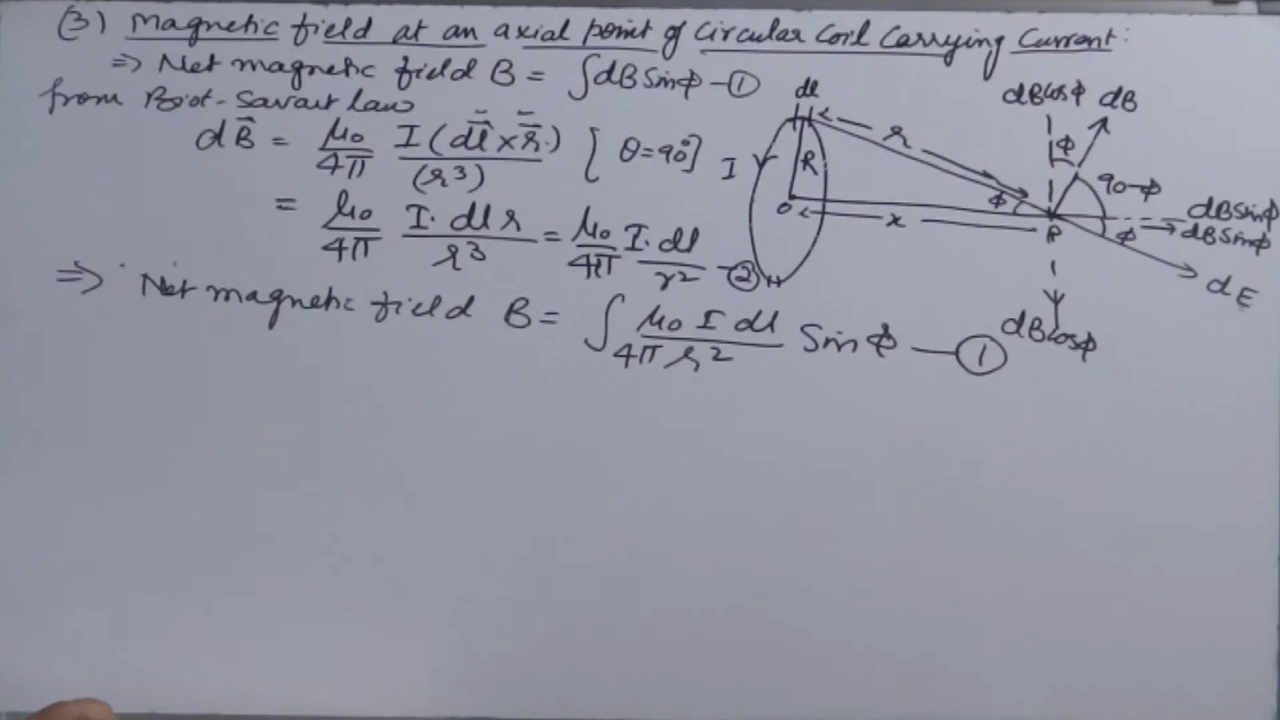 (3) Magnetic field at an axial point of Circular Coil Carrying Current:
⇒ Net magnetic field B = ∫dB Sinϕ - ①
from Biot-Savart law
dB⃗ = μ₀/4π I(dl⃗ × r⃗)/(r³) [θ=90°]
= μ₀/4π I·dl r/r³ = μ₀/4π I·dl/r² - ②
⇒ Net magnetic field B = ∫ μ₀ I dl/4π r² Sin ϕ — ①
dl
r
I
R
O
x
ϕ
P
dBcosϕ dB
ϕ
90-ϕ
dBsinϕ
dBsinϕ
ϕ
dE
dBcosϕ